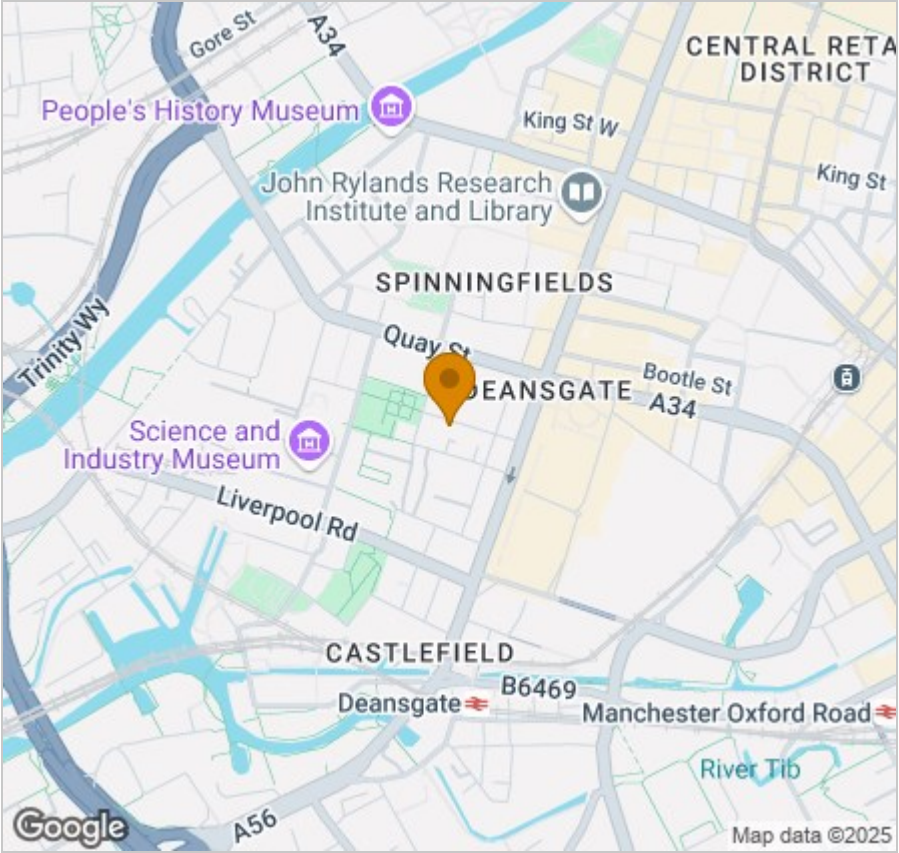 Gore St
A34
CENTRAL RETA
DISTRICT
People's History Museum
King St W
King St
John Rylands Research
Institute and Library
SPINNINGFIELDS
Trinity Wy
Quay St
DEANSGATE
Bootle St
A34
Science and
Industry Museum
Liverpool Rd
CASTLEFIELD
B6469
Deansgate
Manchester Oxford Road
River Tib
A56
Google
Map data ©2025